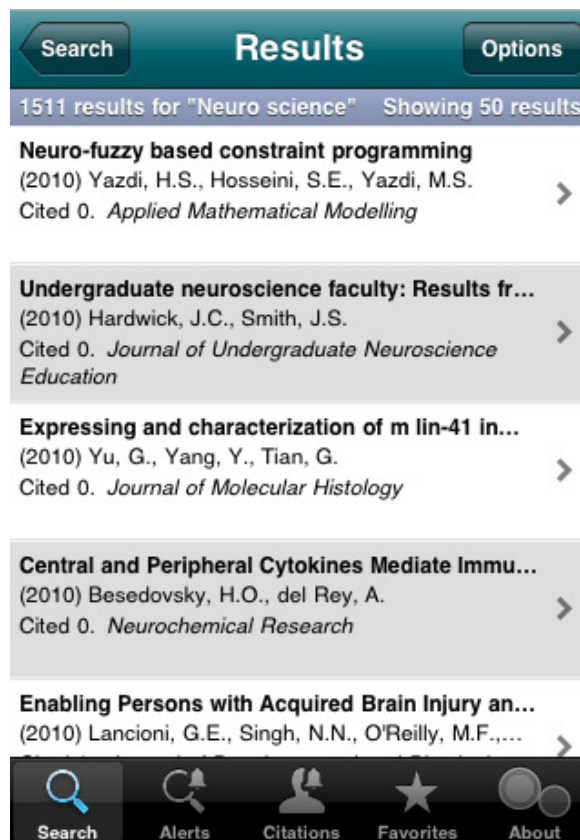 Search Results Options
1511 results for "Neuro science" Showing 50 results
Neuro-fuzzy based constraint programming
(2010) Yazdi, H.S., Hosseini, S.E., Yazdi, M.S.
Cited 0. Applied Mathematical Modelling
Undergraduate neuroscience faculty: Results fr...
(2010) Hardwick, J.C., Smith, J.S.
Cited 0. Journal of Undergraduate Neuroscience
Education
Expressing and characterization of m lin-41 in...
(2010) Yu, G., Yang, Y., Tian, G.
Cited 0. Journal of Molecular Histology
Central and Peripheral Cytokines Mediate Immu...
(2010) Besedovsky, H.O., del Rey, A.
Cited 0. Neurochemical Research
Enabling Persons with Acquired Brain Injury an...
(2010) Lancioni, G.E., Singh, N.N., O'Reilly, M.F.,...
Search Alerts Citations Favorites About